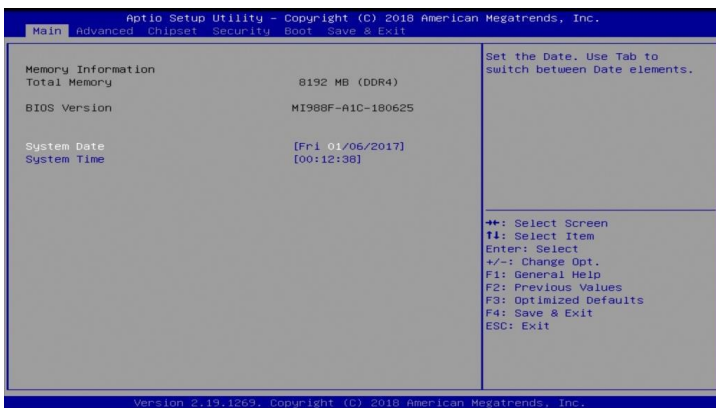 Aptio Setup Utility – Copyright (C) 2018 American Megatrends, Inc.
Main Advanced Chipset Security Boot Save & Exit
Memory Information
Total Memory 8192 MB (DDR4)
BIOS Version MI988F-A1C-180625
System Date [Fri 01/06/2017]
System Time [00:12:38]
Set the Date. Use Tab to
switch between Date elements.
→←: Select Screen
↑↓: Select Item
Enter: Select
+/-: Change Opt.
F1: General Help
F2: Previous Values
F3: Optimized Defaults
F4: Save & Exit
ESC: Exit
Version 2.19.1269. Copyright (C) 2018 American Megatrends, Inc.